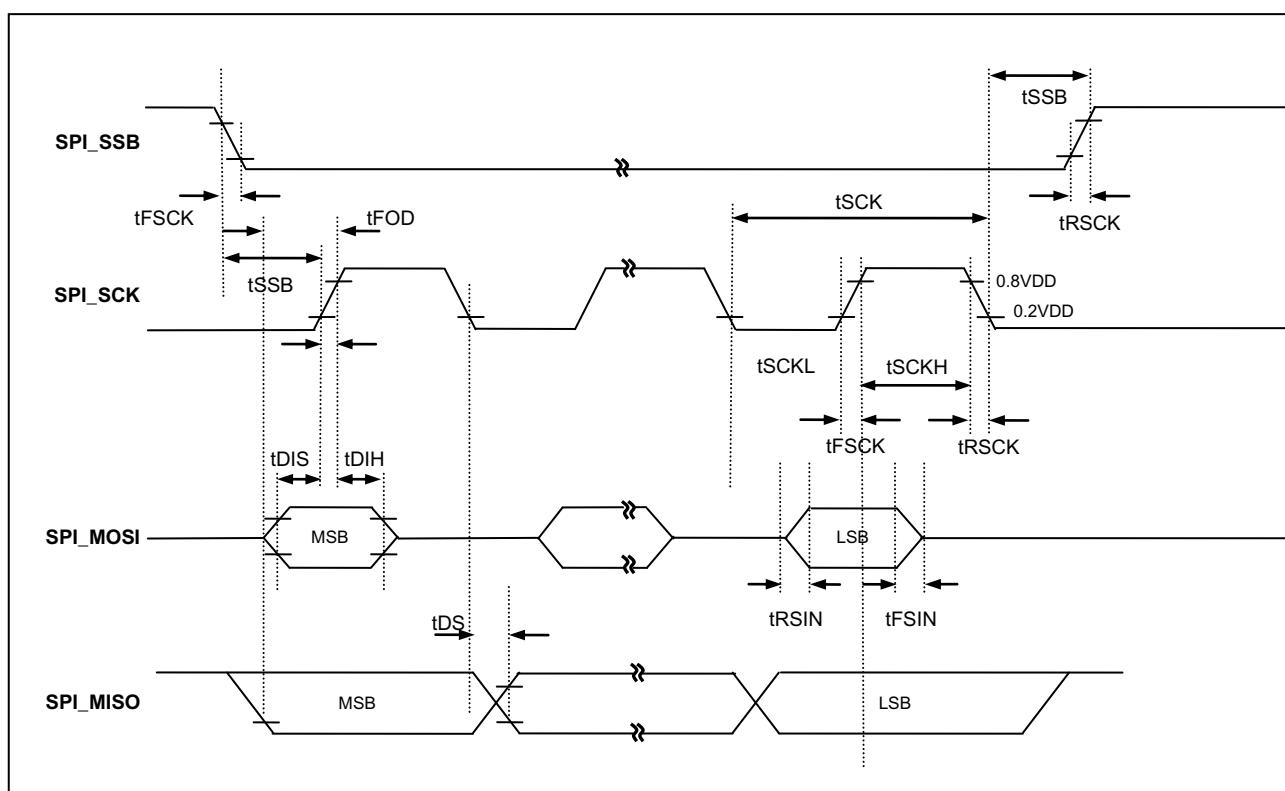 tSSB
SPI_SSB
tFSCK
tFOD
tSCK
tRSCK
tSSB
SPI_SCK
0.8VDD
0.2VDD
tSCKL
tSCKH
tFSCK
tRSCK
tDIS
tDIH
SPI_MOSI
MSB
LSB
tRSIN
tFSIN
tDS
SPI_MISO
MSB
LSB